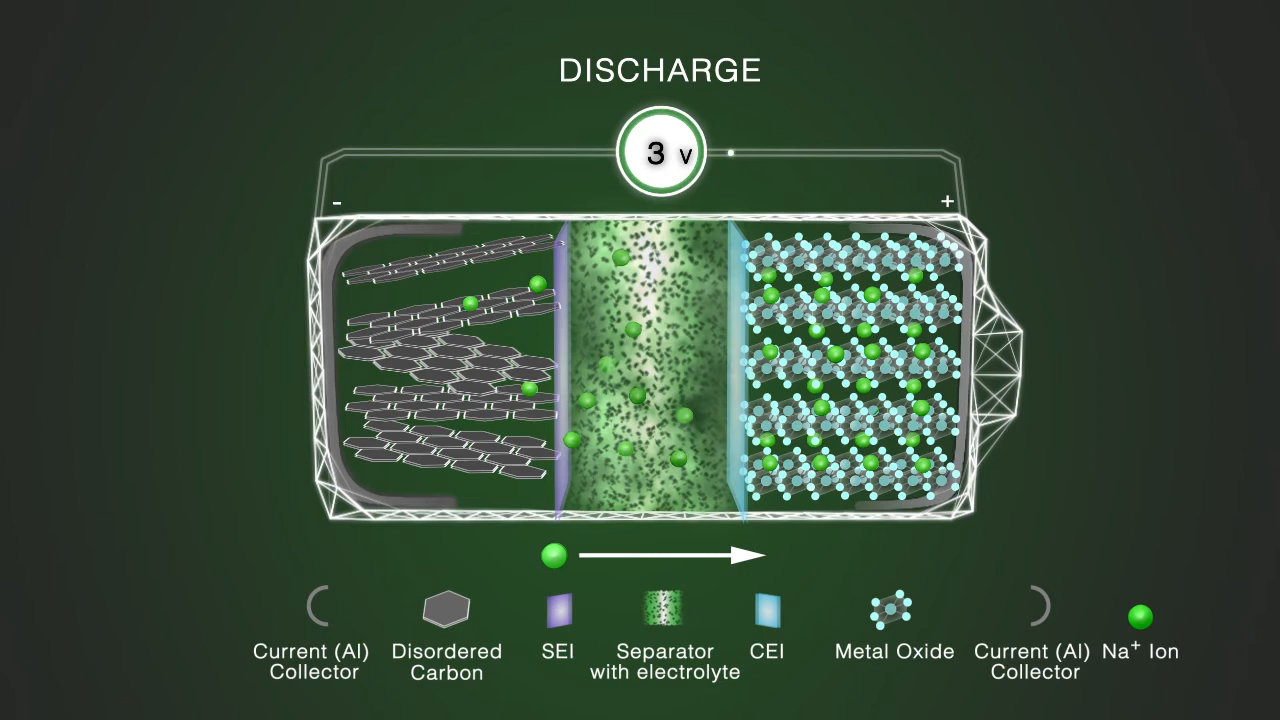 DISCHARGE
3 v
- +
Current (Al)
Collector
Disordered
Carbon
SEI
Separator
with electrolyte
CEI
Metal Oxide
Current (Al)
Collector
Na⁺ Ion